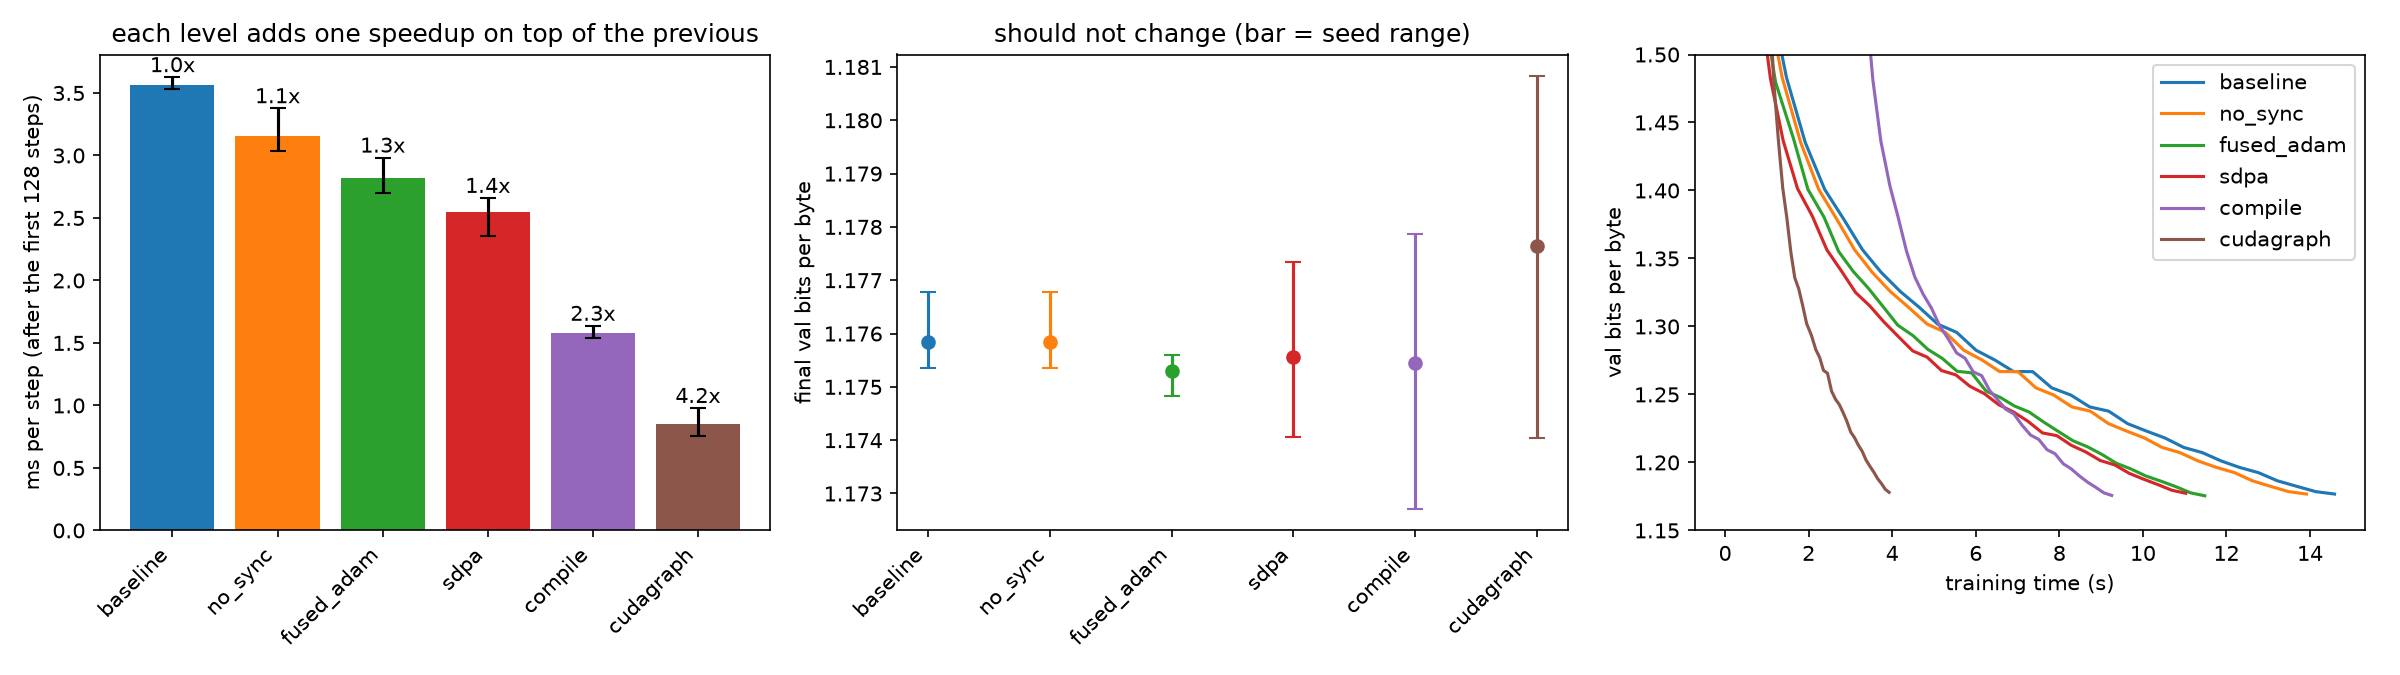 each level adds one speedup on top of the previous
ms per step (after the first 128 steps)
3.5
3.0
2.5
2.0
1.5
1.0
0.5
0.0
1.0x
1.1x
1.3x
1.4x
2.3x
4.2x
baseline
no_sync
fused_adam
sdpa
compile
cudagraph
should not change (bar = seed range)
final val bits per byte
1.181
1.180
1.179
1.178
1.177
1.176
1.175
1.174
1.173
baseline
no_sync
fused_adam
sdpa
compile
cudagraph
val bits per byte
1.50
1.45
1.40
1.35
1.30
1.25
1.20
1.15
baseline
no_sync
fused_adam
sdpa
compile
cudagraph
0 2 4 6 8 10 12 14
training time (s)